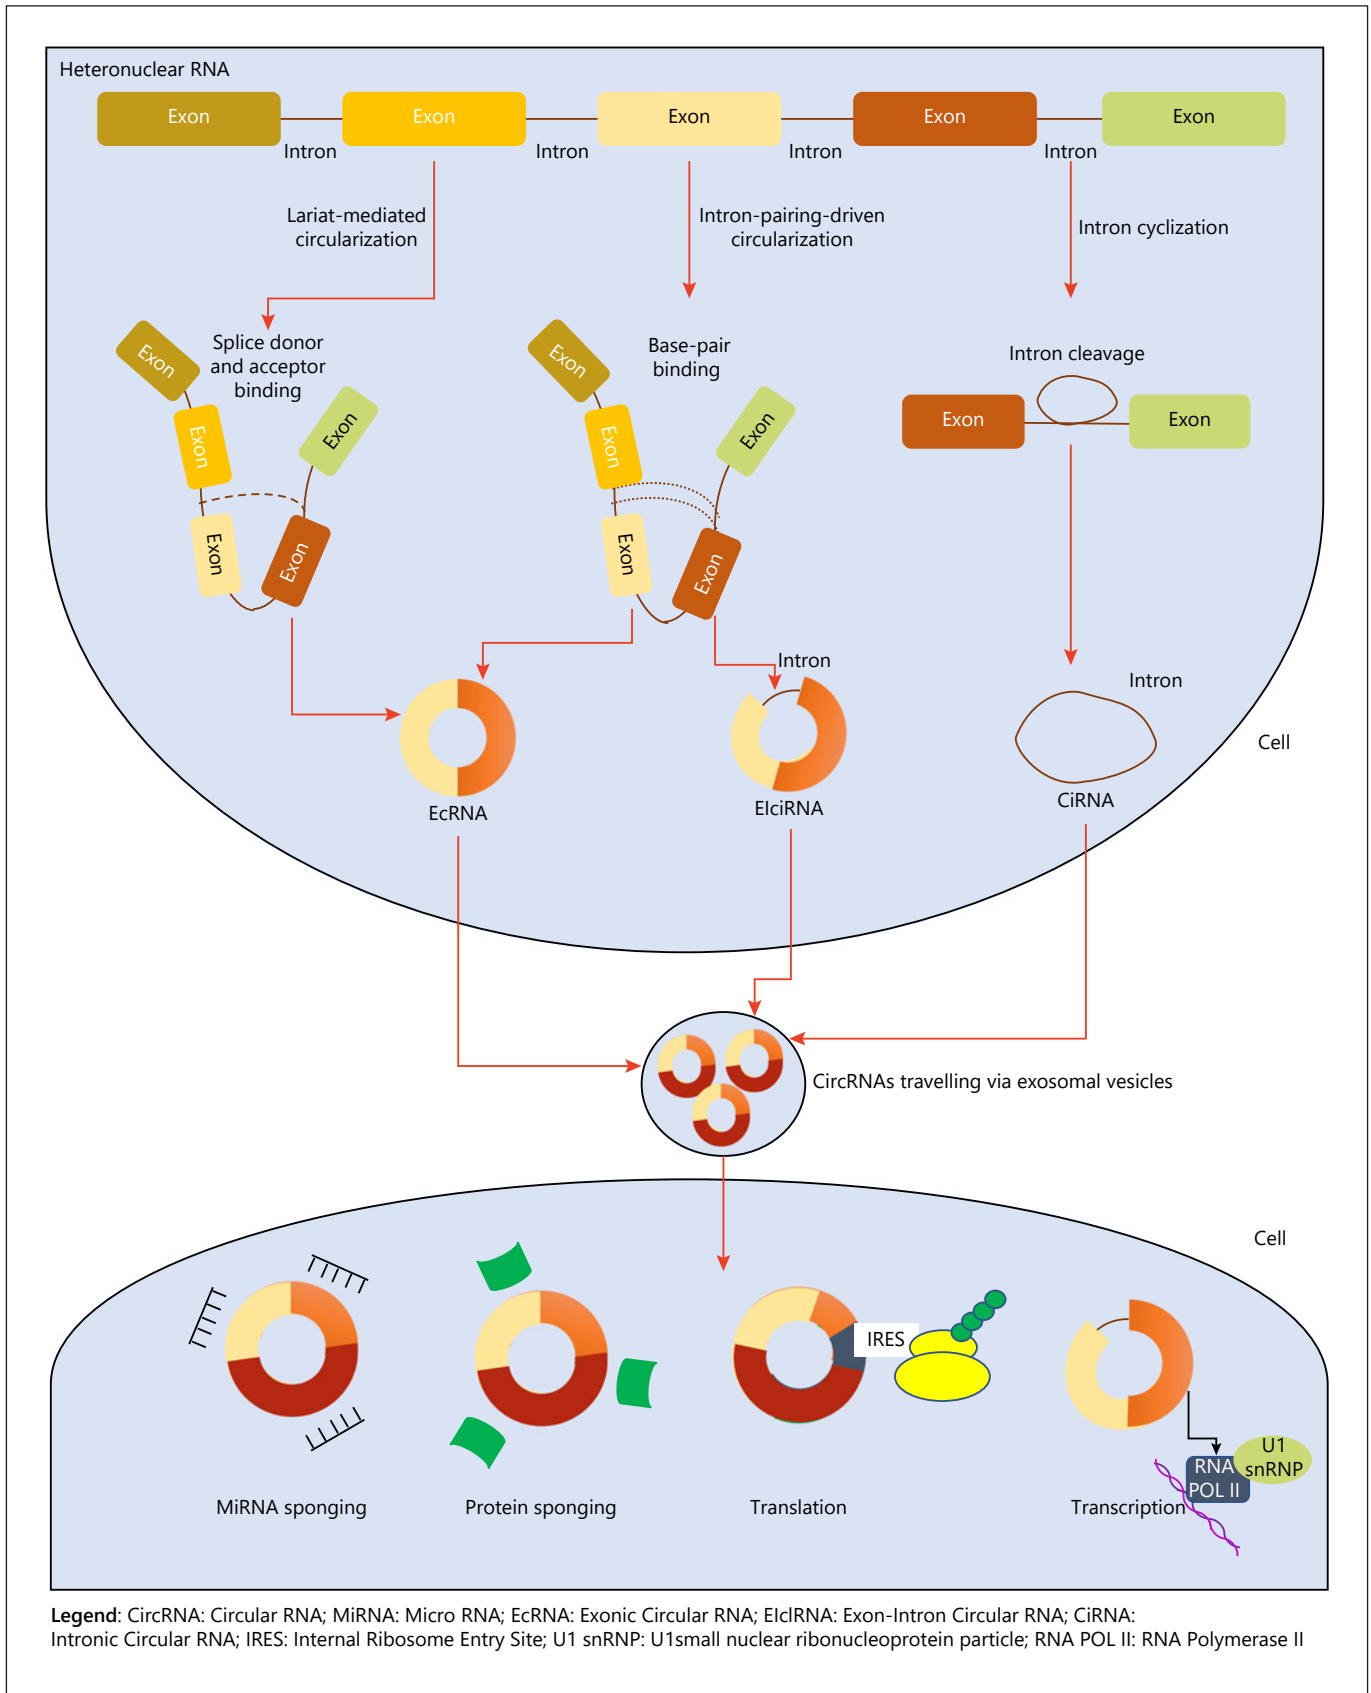 Heteronuclear RNA
Exon
Exon
Exon
Exon
Exon
Intron
Intron
Intron
Intron
Lariat-mediated
circularization
Intron-pairing-driven
circularization
Intron cyclization
Splice donor
and acceptor
binding
Exon
Exon
Exon
Exon
Exon
Base-pair
binding
Exon
Exon
Exon
Exon
Exon
Intron cleavage
Exon
Exon
Intron
Intron
EcRNA
EIciRNA
CiRNA
Cell
CircRNAs travelling via exosomal vesicles
Cell
IRES
U1
snRNP
RNA
POL II
MiRNA sponging
Protein sponging
Translation
Transcription
Legend: CircRNA: Circular RNA; MiRNA: Micro RNA; EcRNA: Exonic Circular RNA; EIclRNA: Exon-Intron Circular RNA; CiRNA:
Intronic Circular RNA; IRES: Internal Ribosome Entry Site; U1 snRNP: U1small nuclear ribonucleoprotein particle; RNA POL II: RNA Polymerase II